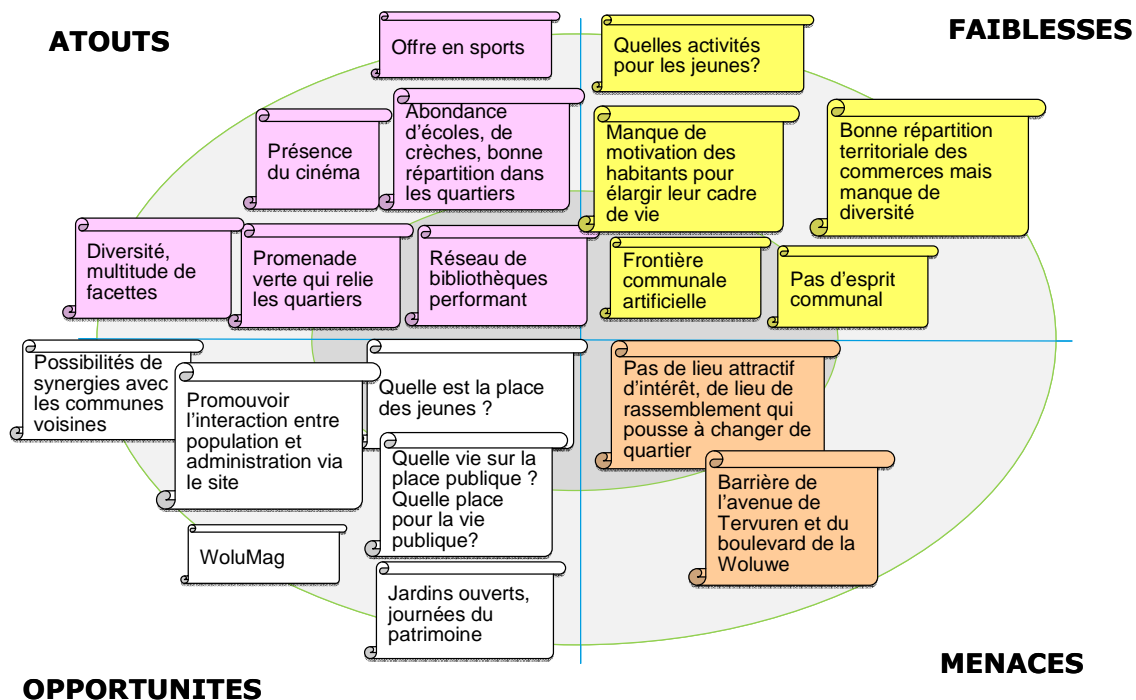 ATOUTS
FAIBLESSES
Offre en sports
Quelles activités
pour les jeunes?
Présence
du cinéma
Abondance
d'écoles, de
crèches, bonne
répartition dans
les quartiers
Manque de
motivation des
habitants pour
élargir leur cadre
de vie
Bonne répartition
territoriale des
commerces mais
manque de
diversité
Diversité,
multitude de
facettes
Promenade
verte qui relie
les quartiers
Réseau de
bibliothèques
performant
Frontière
communale
artificielle
Pas d'esprit
communal
Possibilités de
synergies avec
les communes
voisines
Promouvoir
l'interaction entre
population et
administration via
le site
Quelle est la place
des jeunes ?
Quelle vie sur la
place publique ?
Quelle place
pour la vie
publique?
WoluMag
Jardins ouverts,
journées du
patrimoine
Pas de lieu attractif
d'intérêt, de lieu de
rassemblement qui
pousse à changer de
quartier
Barrière de
l'avenue de
Tervuren et du
boulevard de la
Woluwe
OPPORTUNITES
MENACES